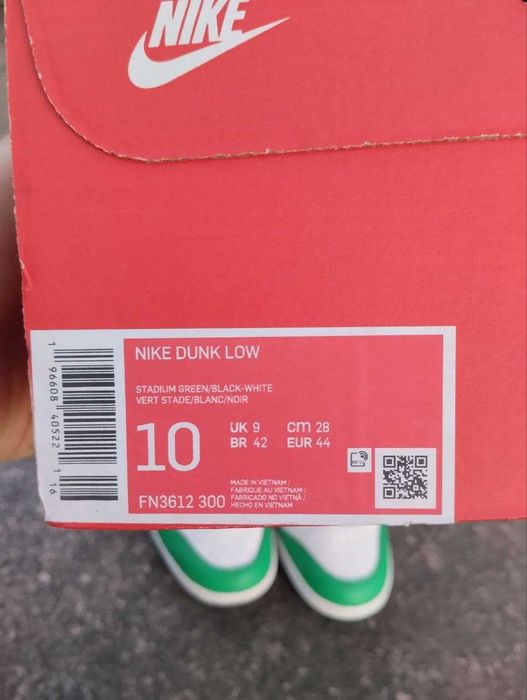 NIKE
NIKE DUNK LOW
STADIUM GREEN/BLACK-WHITE
VERT STADE/BLANC/NOIR
10
UK 9 cm 28
BR 42 EUR 44
FN3612 300
MADE IN VIETNAM /
FABRIQUE AU VIETNAM /
FABRICADO NO VIETNÃ /
HECHO EN VIETNAM
1 96608 40522 1 16